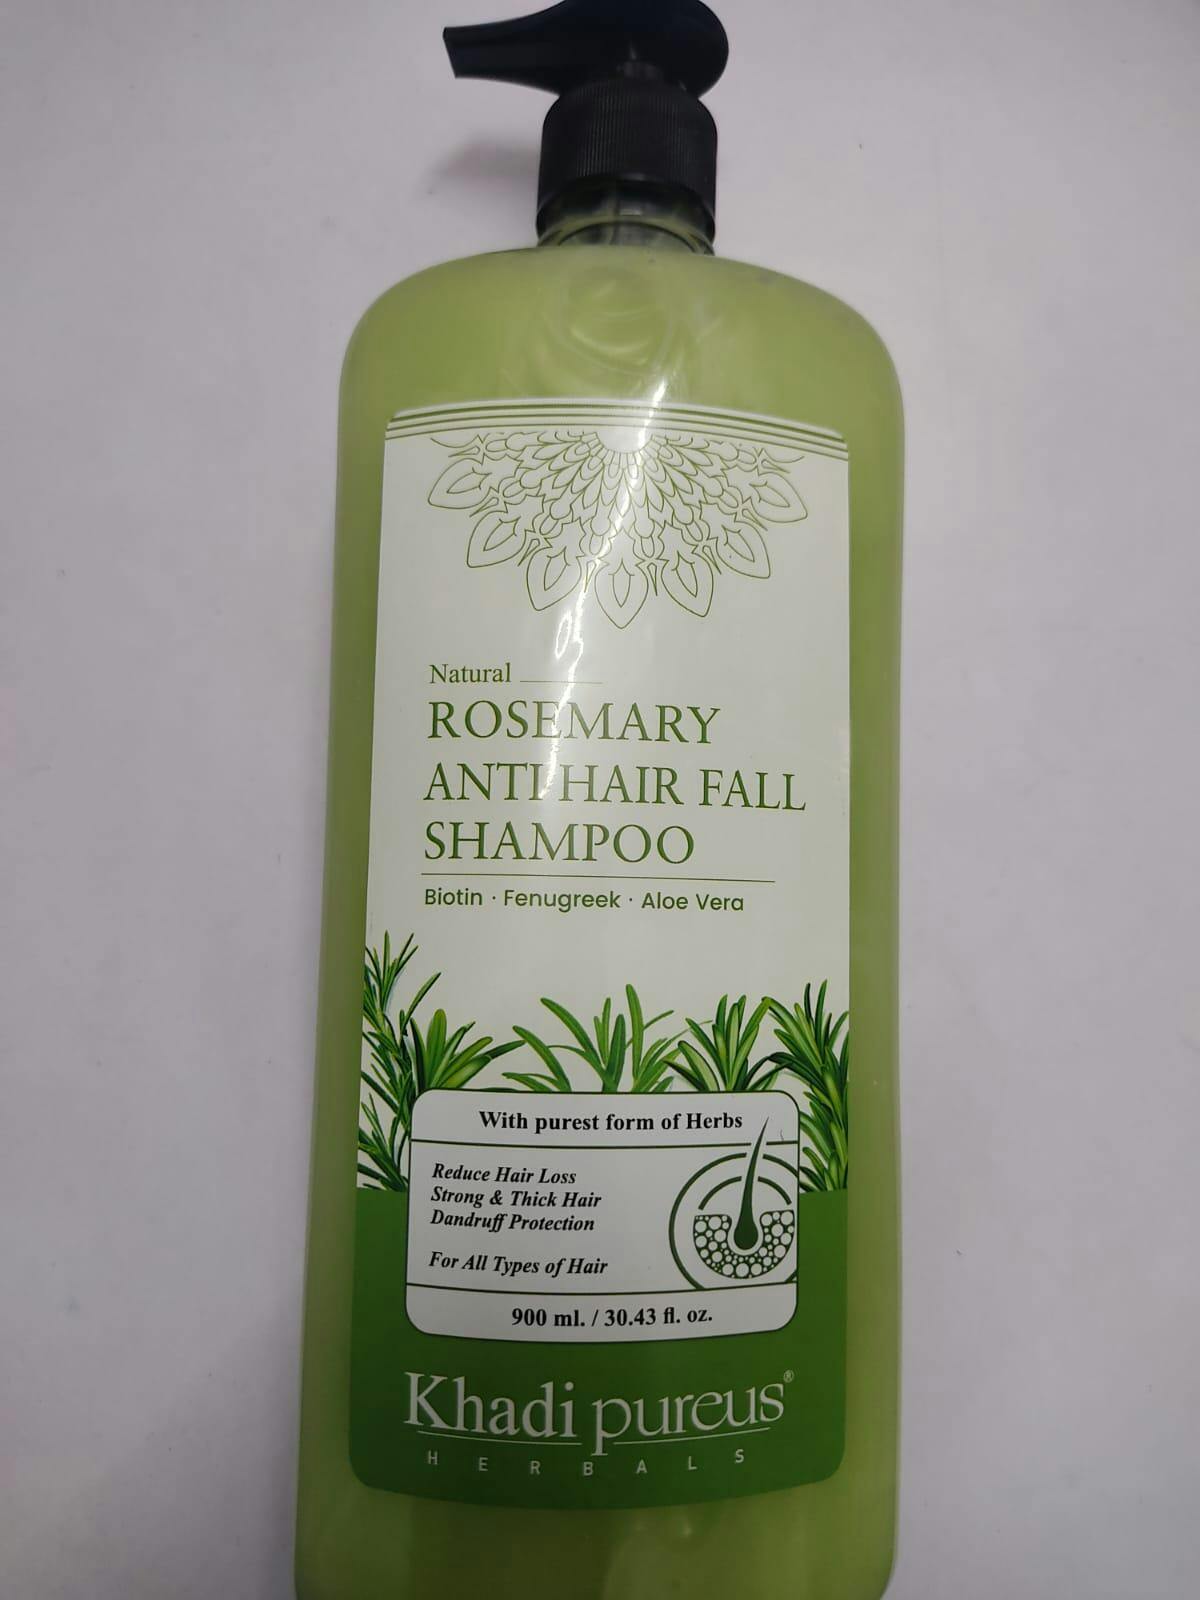 Natural
ROSEMARY
ANTI HAIR FALL
SHAMPOO
Biotin · Fenugreek · Aloe Vera
With purest form of Herbs
Reduce Hair Loss
Strong & Thick Hair
Dandruff Protection
For All Types of Hair
900 ml. / 30.43 fl. oz.
Khadi pureus®
HERBALS